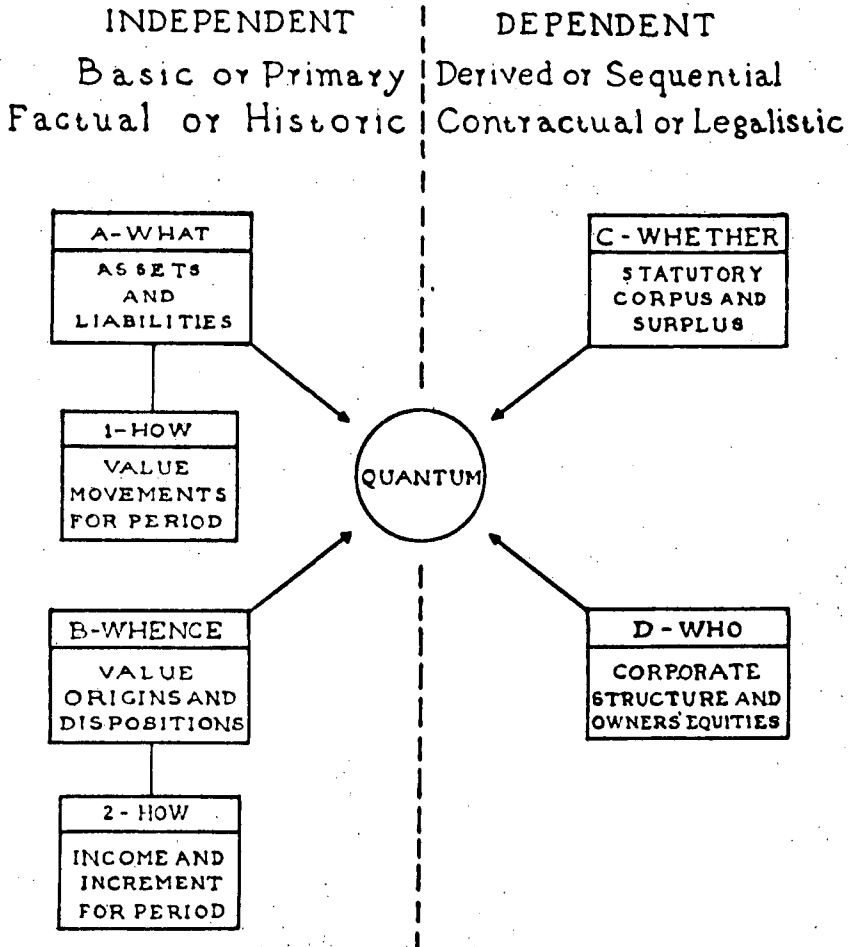 INDEPENDENT
Basic or Primary
Factual or Historic
DEPENDENT
Derived or Sequential
Contractual or Legalistic
A-WHAT
ASSETS
AND
LIABILITIES
1-HOW
VALUE
MOVEMENTS
FOR PERIOD
B-WHENCE
VALUE
ORIGINS AND
DISPOSITIONS
2-HOW
INCOME AND
INCREMENT
FOR PERIOD
QUANTUM
C-WHETHER
STATUTORY
CORPUS AND
SURPLUS
D-WHO
CORPORATE
STRUCTURE AND
OWNERS' EQUITIES